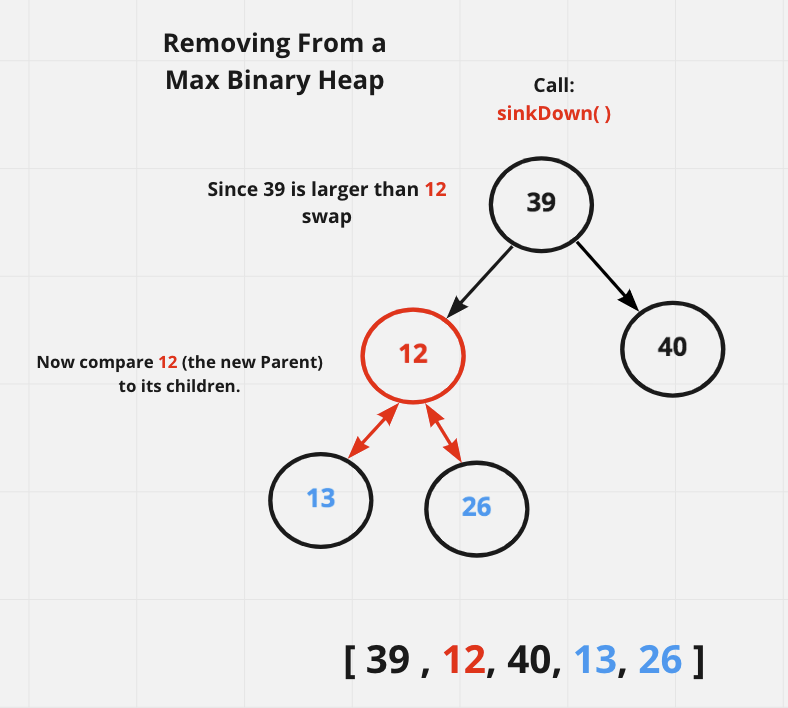 Removing From a
Max Binary Heap
Call:
sinkDown( )
Since 39 is larger than 12
swap
39
12
40
Now compare 12 (the new Parent)
to its children.
13
26
[ 39 , 12, 40, 13, 26 ]